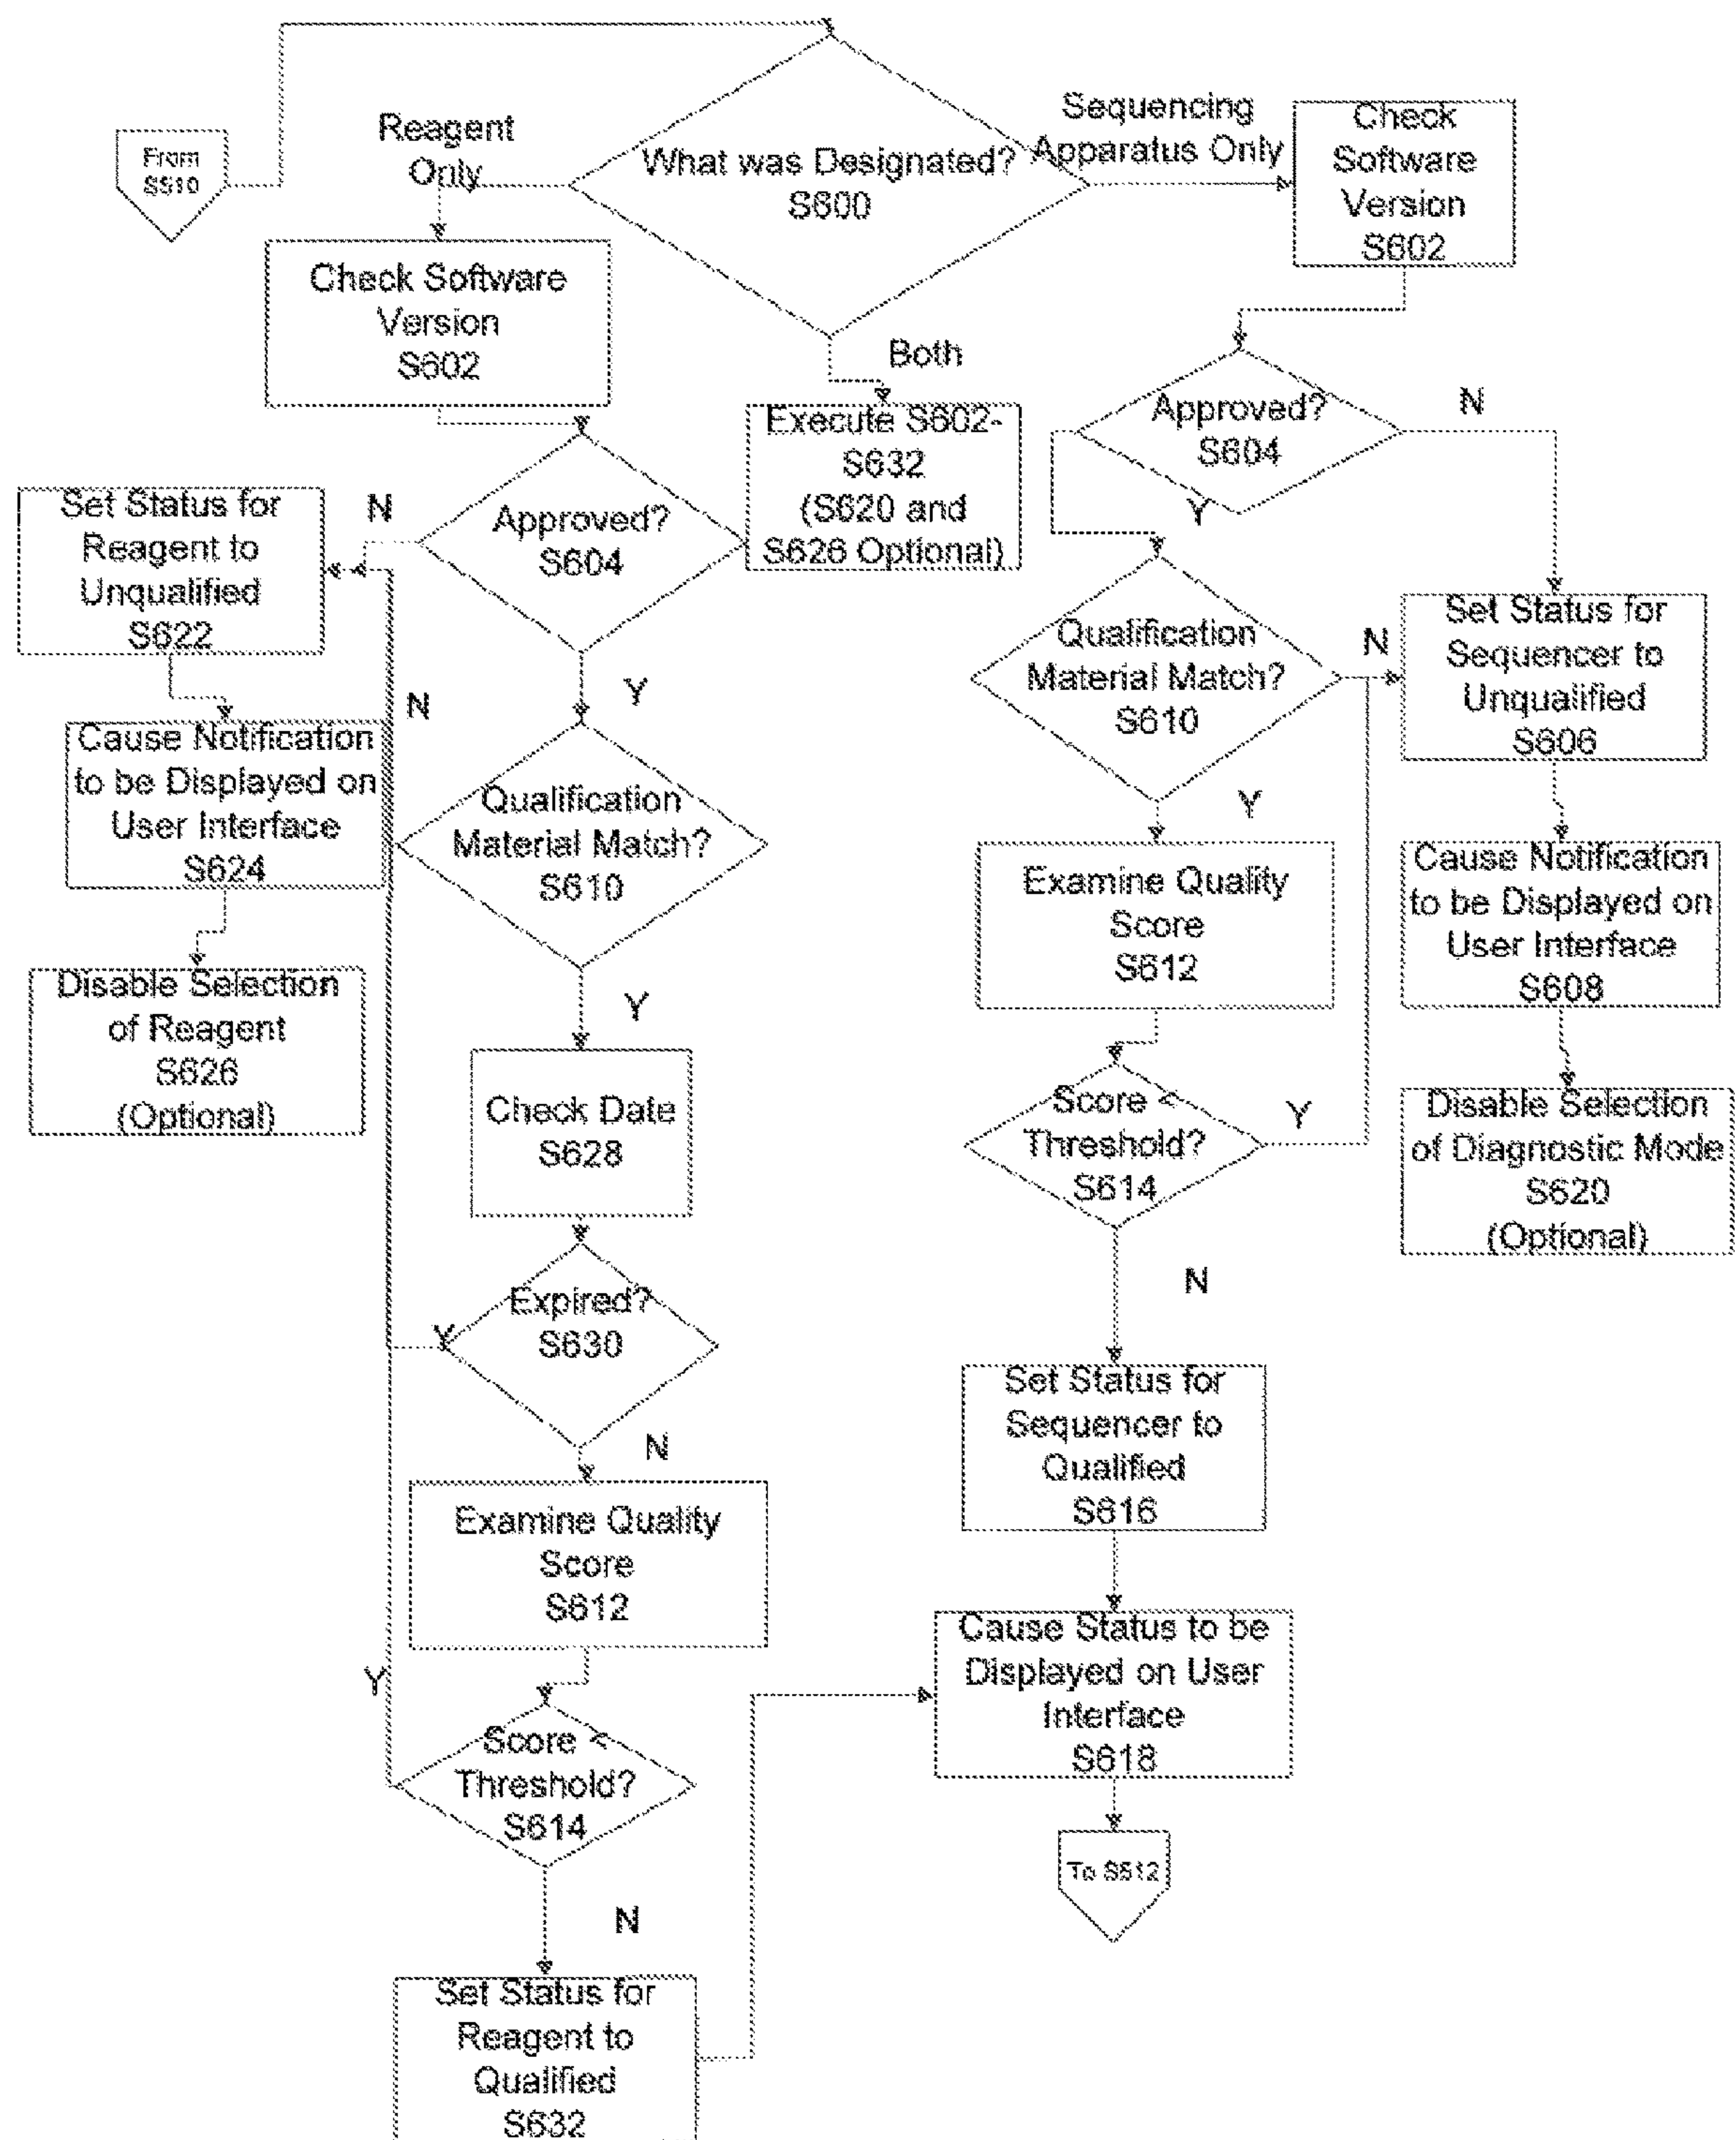 From
S510
What was Designated?
S600
Reagent
Only
Sequencing
Apparatus Only
Both
Check
Software
Version
S602
Check Software
Version
S602
Execute S602-
S632
(S620 and
S626 Optional)
Approved?
S604
Y
N
Approved?
S604
N
Y
Set Status for
Reagent to
Unqualified
S622
Cause Notification
to be Displayed on
User Interface
S624
Disable Selection
of Reagent
S626
(Optional)
Qualification
Material Match?
S610
N
Y
Check Date
S628
Expired?
S630
Y
N
Examine Quality
Score
S612
Score <
Threshold?
S614
Y
N
Set Status for
Reagent to
Qualified
S632
Qualification
Material Match?
S610
N
Y
Set Status for
Sequencer to
Unqualified
S606
Cause Notification
to be Displayed on
User Interface
S608
Disable Selection
of Diagnostic Mode
S620
(Optional)
Examine Quality
Score
S612
Score <
Threshold?
S614
Y
N
Set Status for
Sequencer to
Qualified
S616
Cause Status to be
Displayed on User
Interface
S618
To S512